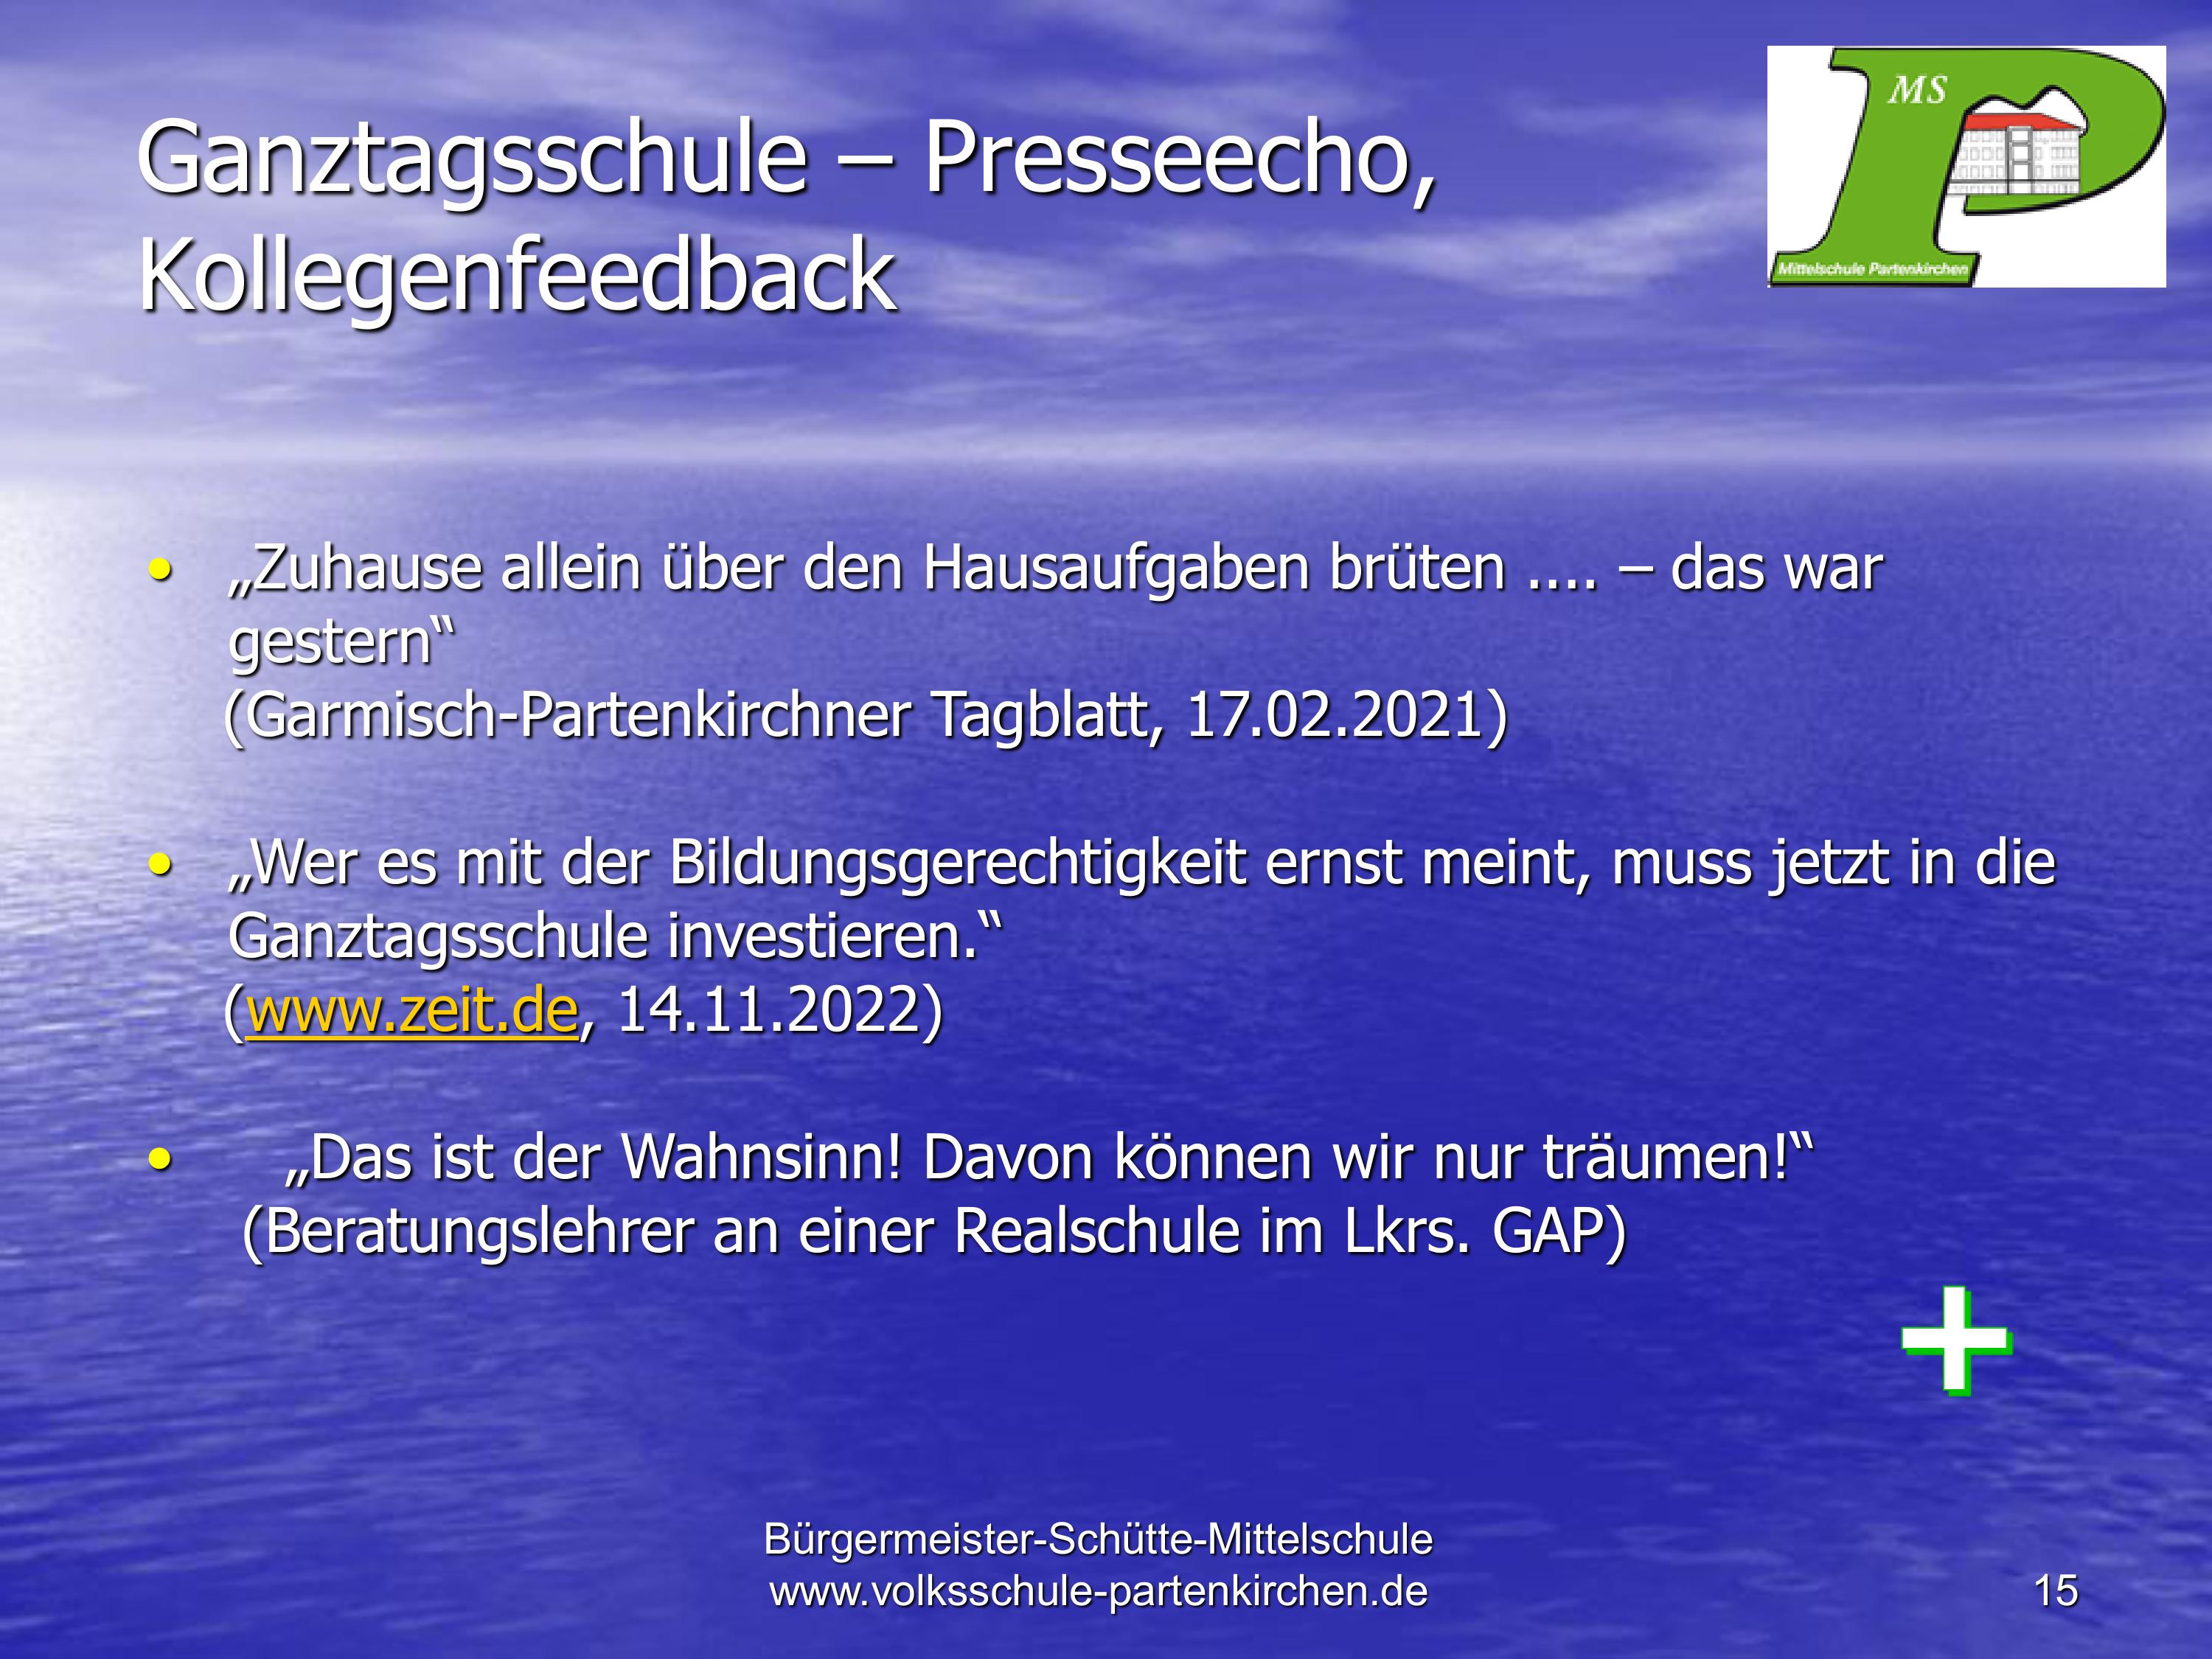 Ganztagsschule – Presseecho,
Kollegenfeedback
MS
Mittelschule Partenkirchen
• „Zuhause allein über den Hausaufgaben brüten .... – das war
gestern“
(Garmisch-Partenkirchner Tagblatt, 17.02.2021)
• „Wer es mit der Bildungsgerechtigkeit ernst meint, muss jetzt in die
Ganztagsschule investieren.“
(www.zeit.de, 14.11.2022)
• „Das ist der Wahnsinn! Davon können wir nur träumen!“
(Beratungslehrer an einer Realschule im Lkrs. GAP)
+
Bürgermeister-Schütte-Mittelschule
www.volksschule-partenkirchen.de
15